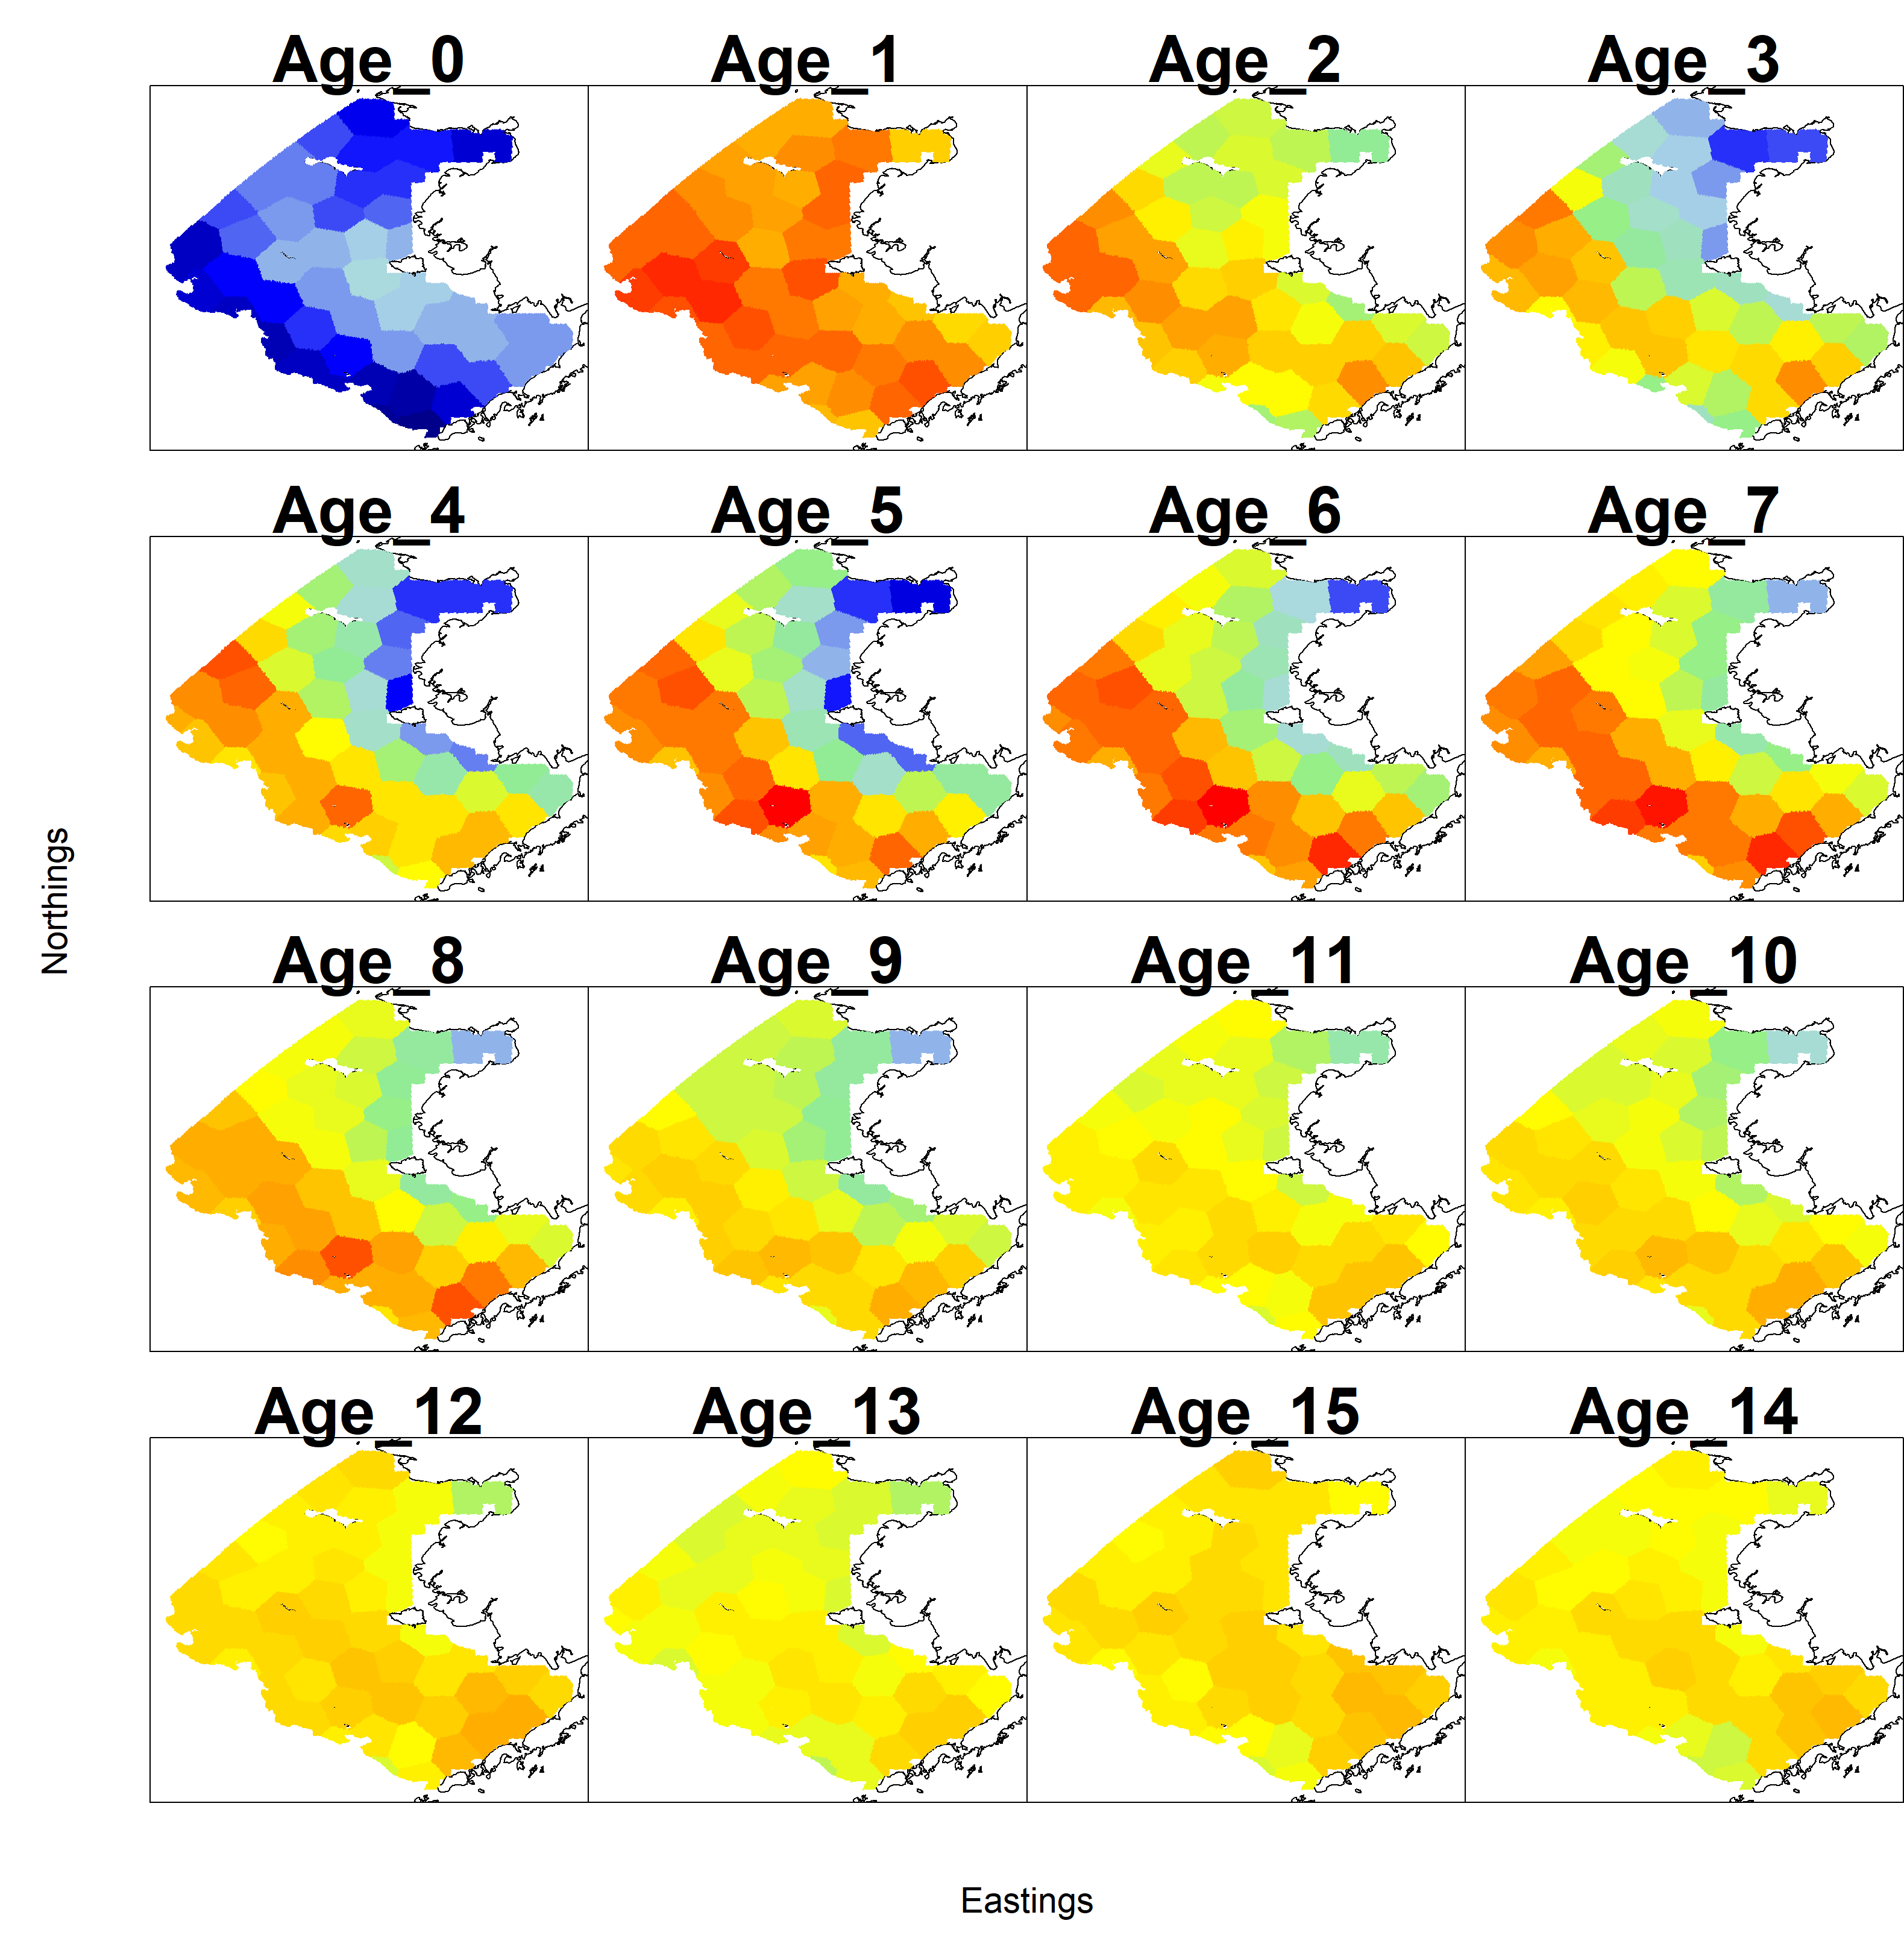 Age_0 Age_1 Age_2 Age_3
Age_4 Age_5 Age_6 Age_7
Age_8 Age_9 Age_11 Age_10
Age_12 Age_13 Age_15 Age_14
Northings
Eastings